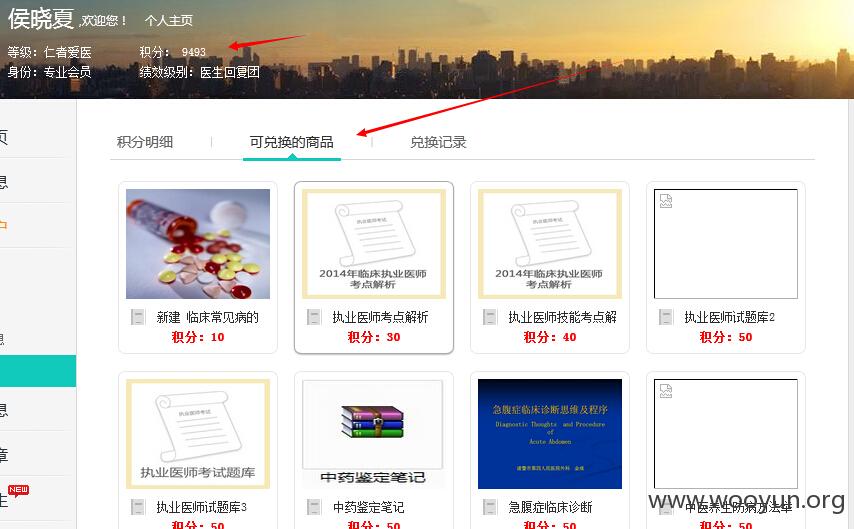 侯晓夏 ,欢迎您！ 个人主页
等级: 仁者爱医 积分: 9493
身份: 专业会员 绩效级别: 医生回复团
页
积分明细 可兑换的商品 兑换记录
息
户
执业医师考试
2014年临床执业医师
考点解析
执业医师考试
2014年临床执业医师
考点解析
新建 临床常见病的
执业医师考点解析
执业医师技能考点解
执业医师试题库2
积分: 10
积分: 30
积分: 40
积分: 50
息
息
章
生 NEW
执业医师考试
执业医师考试题库
中药鉴定笔记
急腹症临床诊断思维及程序
Diagnostic Thoughts and Procedure
of
Acute Abdomen
执业医师试题库3
中药鉴定笔记
急腹症临床诊断
中医养生防病方法举
积分: 50
积分: 50
积分: 50
积分: 50
www.wooyun.org